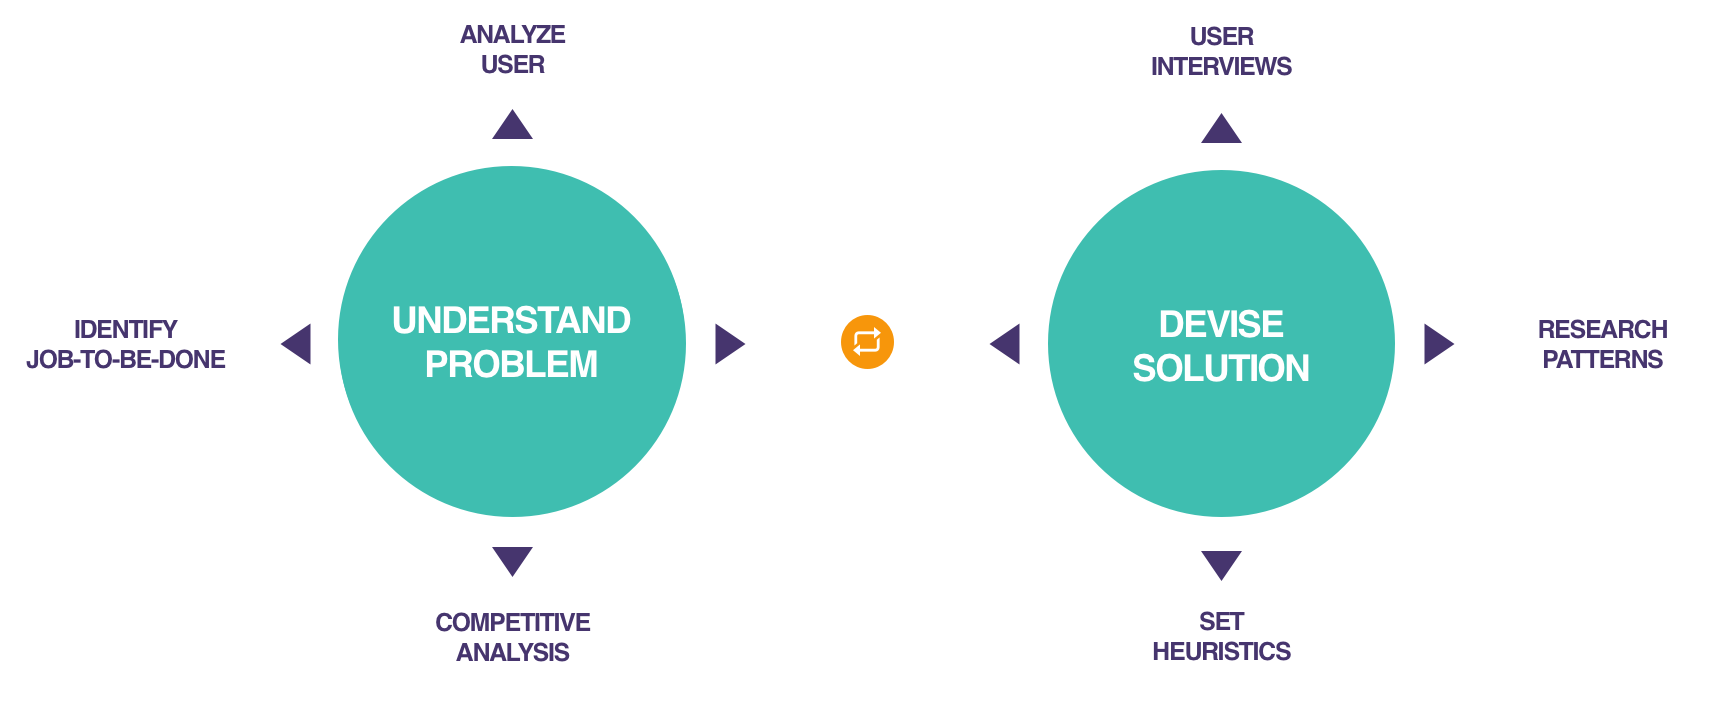 ANALYZE
USER
IDENTIFY
JOB-TO-BE-DONE
UNDERSTAND
PROBLEM
COMPETITIVE
ANALYSIS
USER
INTERVIEWS
DEVISE
SOLUTION
RESEARCH
PATTERNS
SET
HEURISTICS